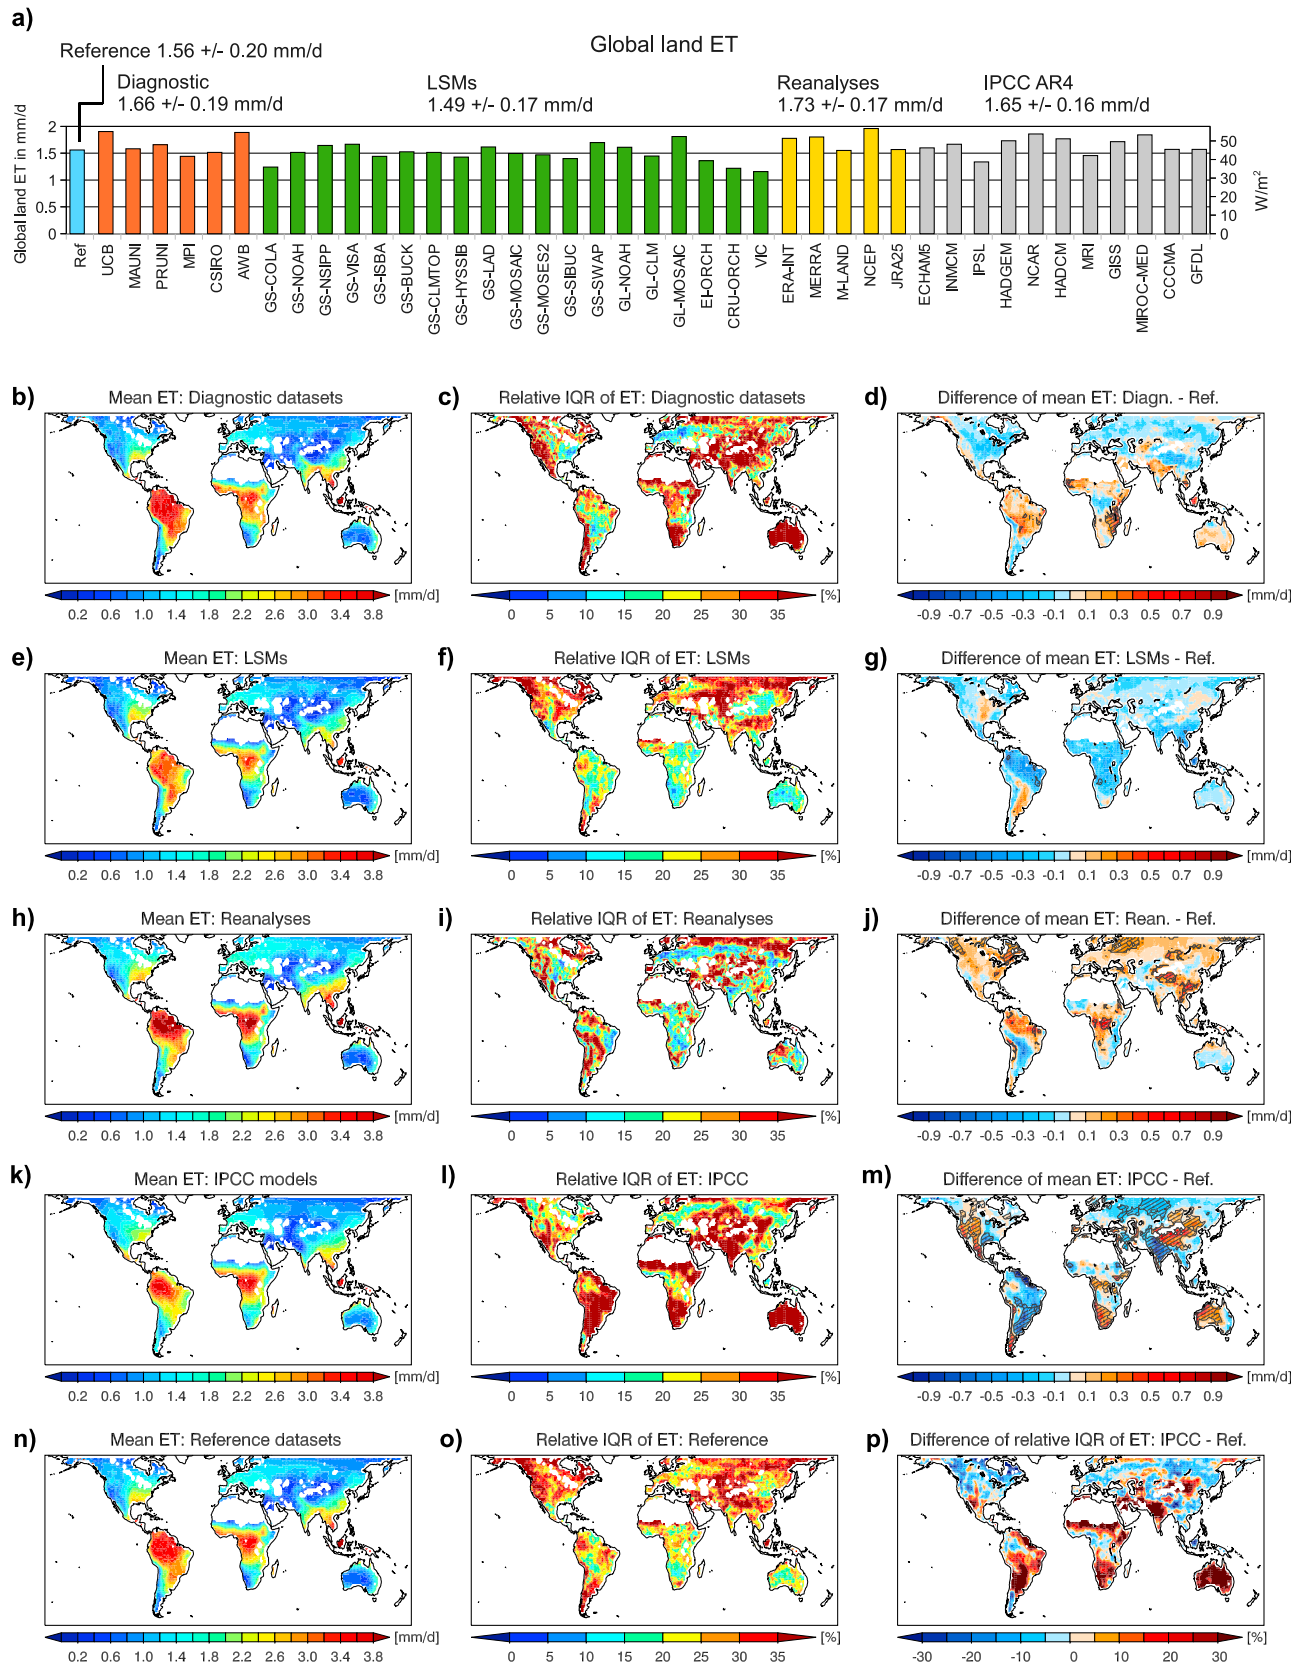 a)
Global land ET
Reference 1.56 +/- 0.20 mm/d
Diagnostic
1.66 +/- 0.19 mm/d
LSMs
1.49 +/- 0.17 mm/d
Reanalyses
1.73 +/- 0.17 mm/d
IPCC AR4
1.65 +/- 0.16 mm/d
Global land ET in mm/d
2
1.5
1
0.5
0
50
40
30
20
10
0
W/m²
Ref
UCB
MAUNI
PRUNI
MPI
CSIRO
AWB
GS-COLA
GS-NOAH
GS-NSIPP
GS-VISA
GS-ISBA
GS-BUCK
GS-CLMTOP
GS-HYSSIB
GS-LAD
GS-MOSAIC
GS-MOSES2
GS-SIBUC
GS-SWAP
GL-NOAH
GL-CLM
GL-MOSAIC
EI-ORCH
CRU-ORCH
VIC
ERA-INT
MERRA
M-LAND
NCEP
JRA25
ECHAM5
INMCM
IPSL
HADGEM
NCAR
HADCM
MRI
GISS
MIROC-MED
CCCMA
GFDL
b) Mean ET: Diagnostic datasets
0.2 0.6 1.0 1.4 1.8 2.2 2.6 3.0 3.4 3.8 [mm/d]
c) Relative IQR of ET: Diagnostic datasets
0 5 10 15 20 25 30 35 [%]
d) Difference of mean ET: Diagn. - Ref.
-0.9 -0.7 -0.5 -0.3 -0.1 0.1 0.3 0.5 0.7 0.9 [mm/d]
e) Mean ET: LSMs
0.2 0.6 1.0 1.4 1.8 2.2 2.6 3.0 3.4 3.8 [mm/d]
f) Relative IQR of ET: LSMs
0 5 10 15 20 25 30 35 [%]
g) Difference of mean ET: LSMs - Ref.
-0.9 -0.7 -0.5 -0.3 -0.1 0.1 0.3 0.5 0.7 0.9 [mm/d]
h) Mean ET: Reanalyses
0.2 0.6 1.0 1.4 1.8 2.2 2.6 3.0 3.4 3.8 [mm/d]
i) Relative IQR of ET: Reanalyses
0 5 10 15 20 25 30 35 [%]
j) Difference of mean ET: Rean. - Ref.
-0.9 -0.7 -0.5 -0.3 -0.1 0.1 0.3 0.5 0.7 0.9 [mm/d]
k) Mean ET: IPCC models
0.2 0.6 1.0 1.4 1.8 2.2 2.6 3.0 3.4 3.8 [mm/d]
l) Relative IQR of ET: IPCC
0 5 10 15 20 25 30 35 [%]
m) Difference of mean ET: IPCC - Ref.
-0.9 -0.7 -0.5 -0.3 -0.1 0.1 0.3 0.5 0.7 0.9 [mm/d]
n) Mean ET: Reference datasets
0.2 0.6 1.0 1.4 1.8 2.2 2.6 3.0 3.4 3.8 [mm/d]
o) Relative IQR of ET: Reference
0 5 10 15 20 25 30 35 [%]
p) Difference of relative IQR of ET: IPCC - Ref.
-30 -20 -10 0 10 20 30 [%]